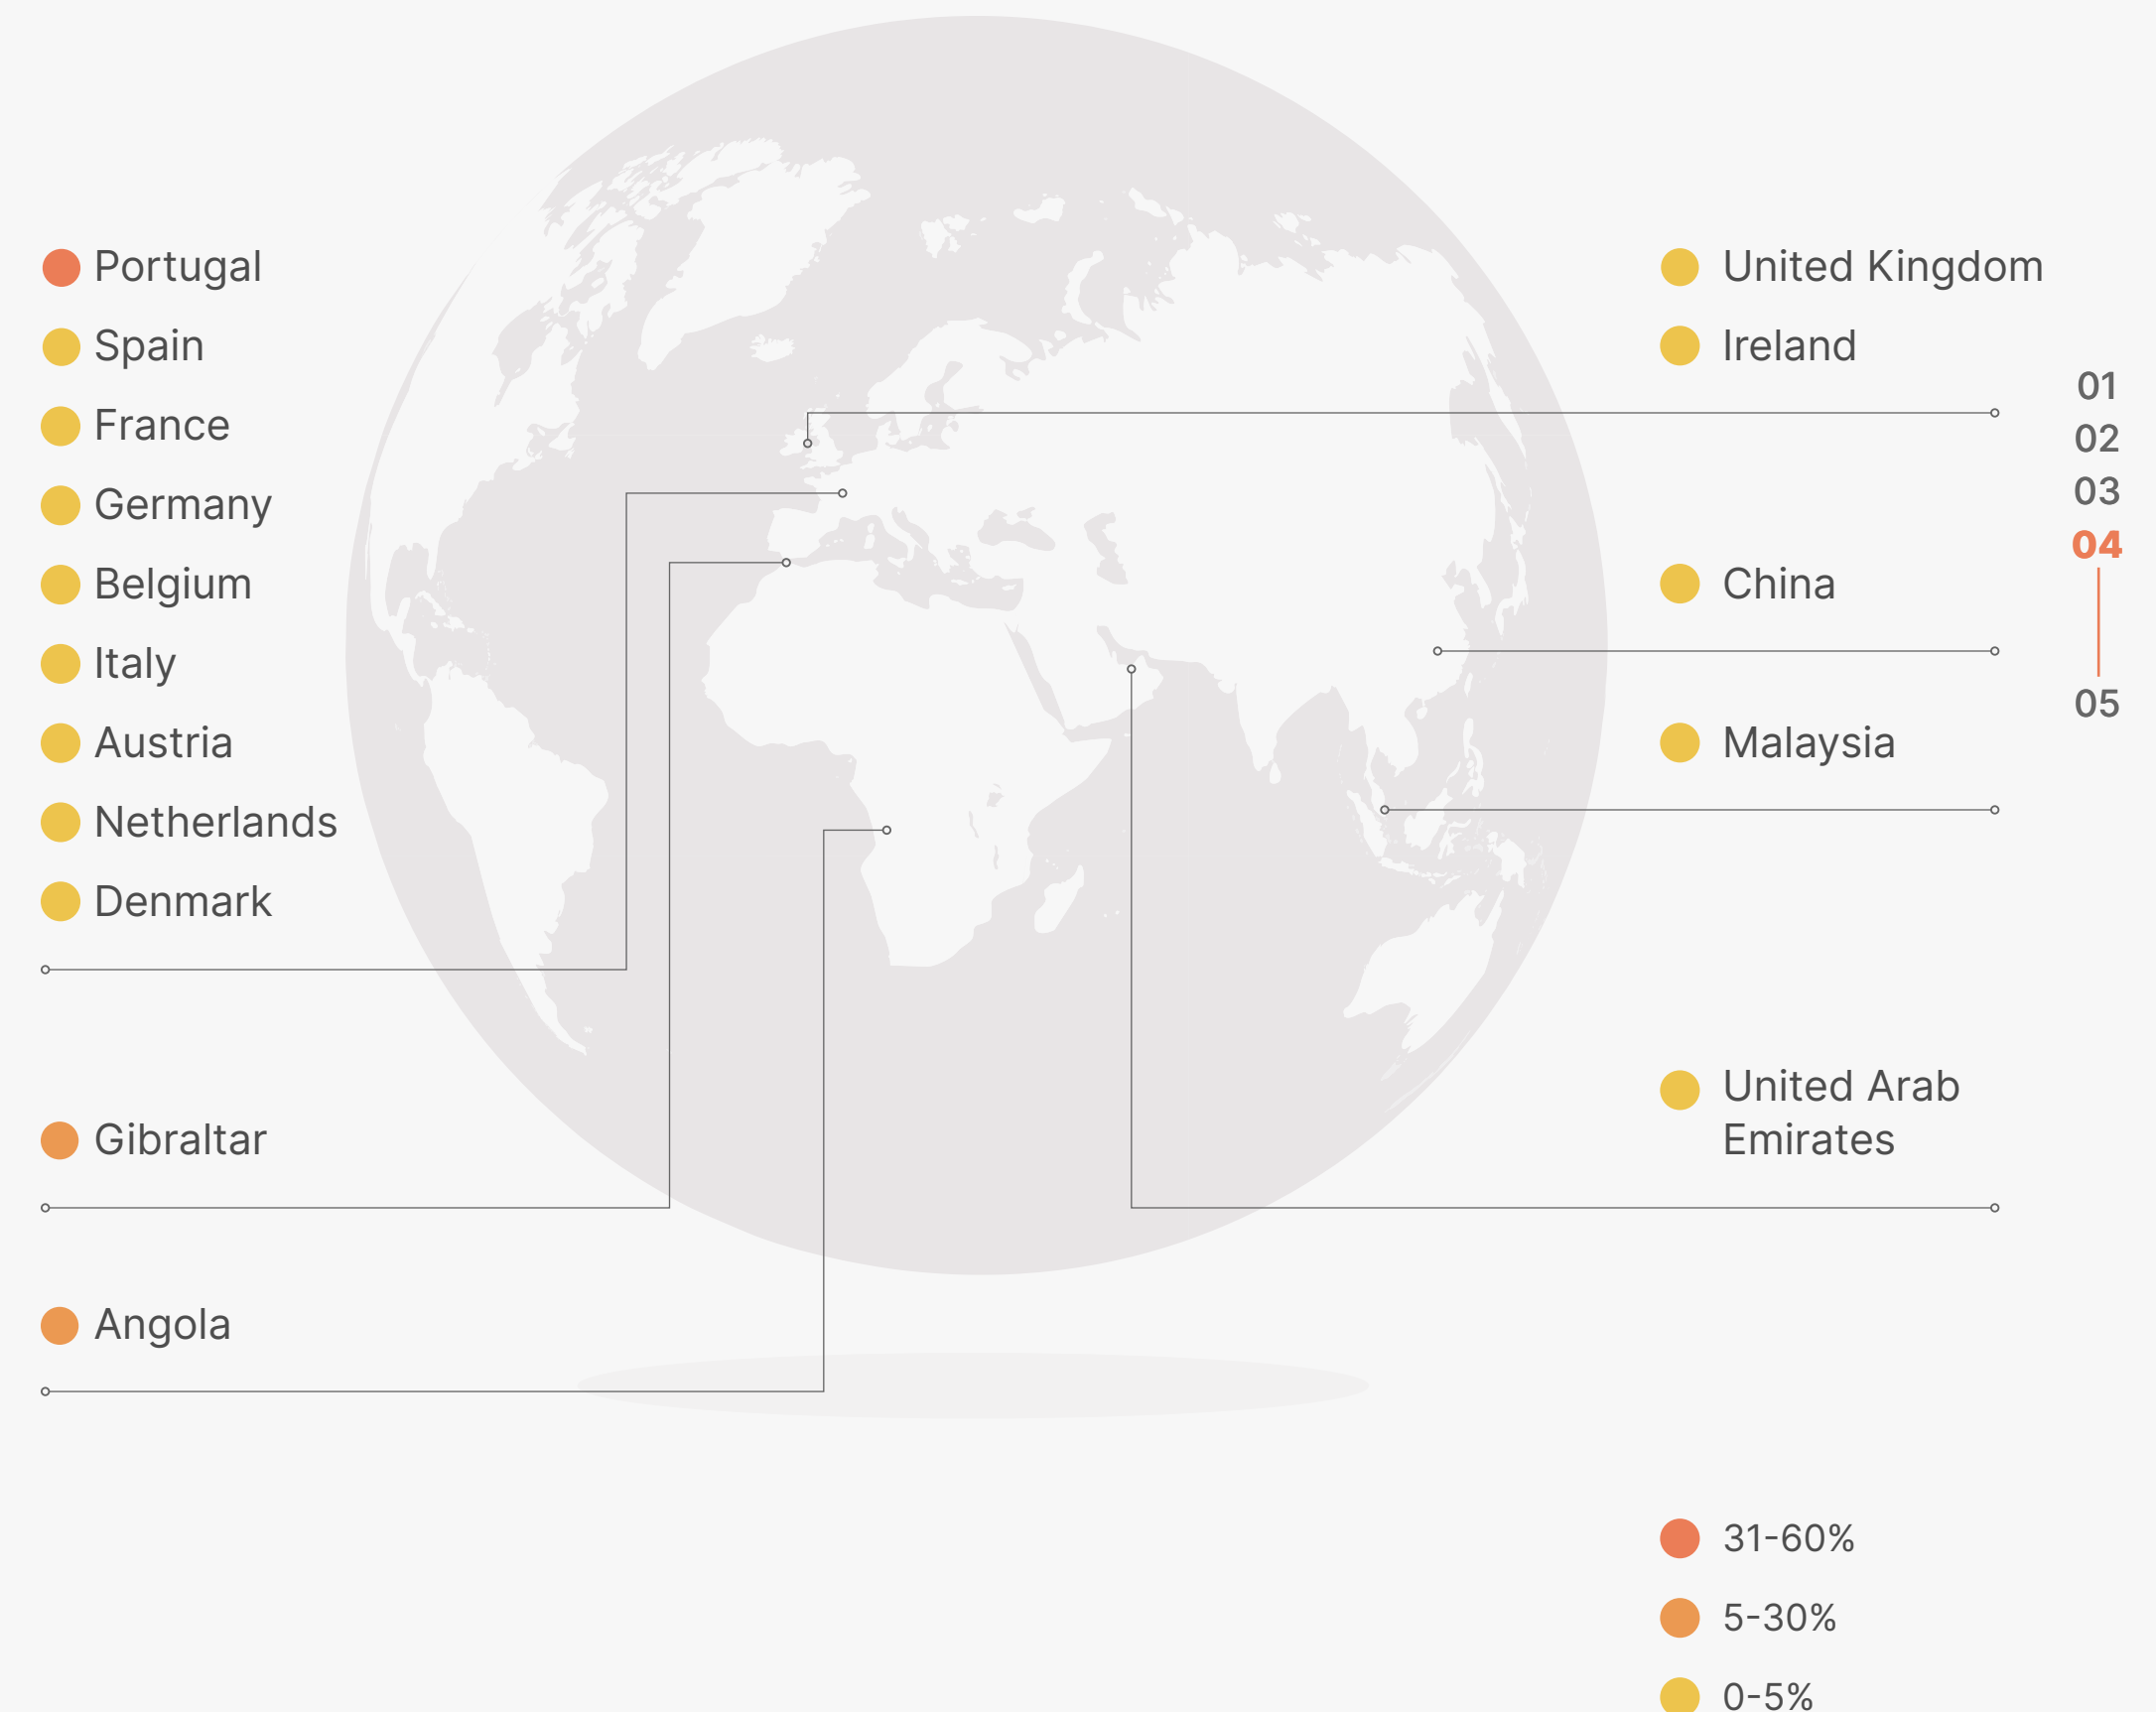 Portugal
Spain
France
Germany
Belgium
Italy
Austria
Netherlands
Denmark
Gibraltar
Angola
United Kingdom
Ireland
China
Malaysia
United Arab
Emirates
01
02
03
04
05
31-60%
5-30%
0-5%